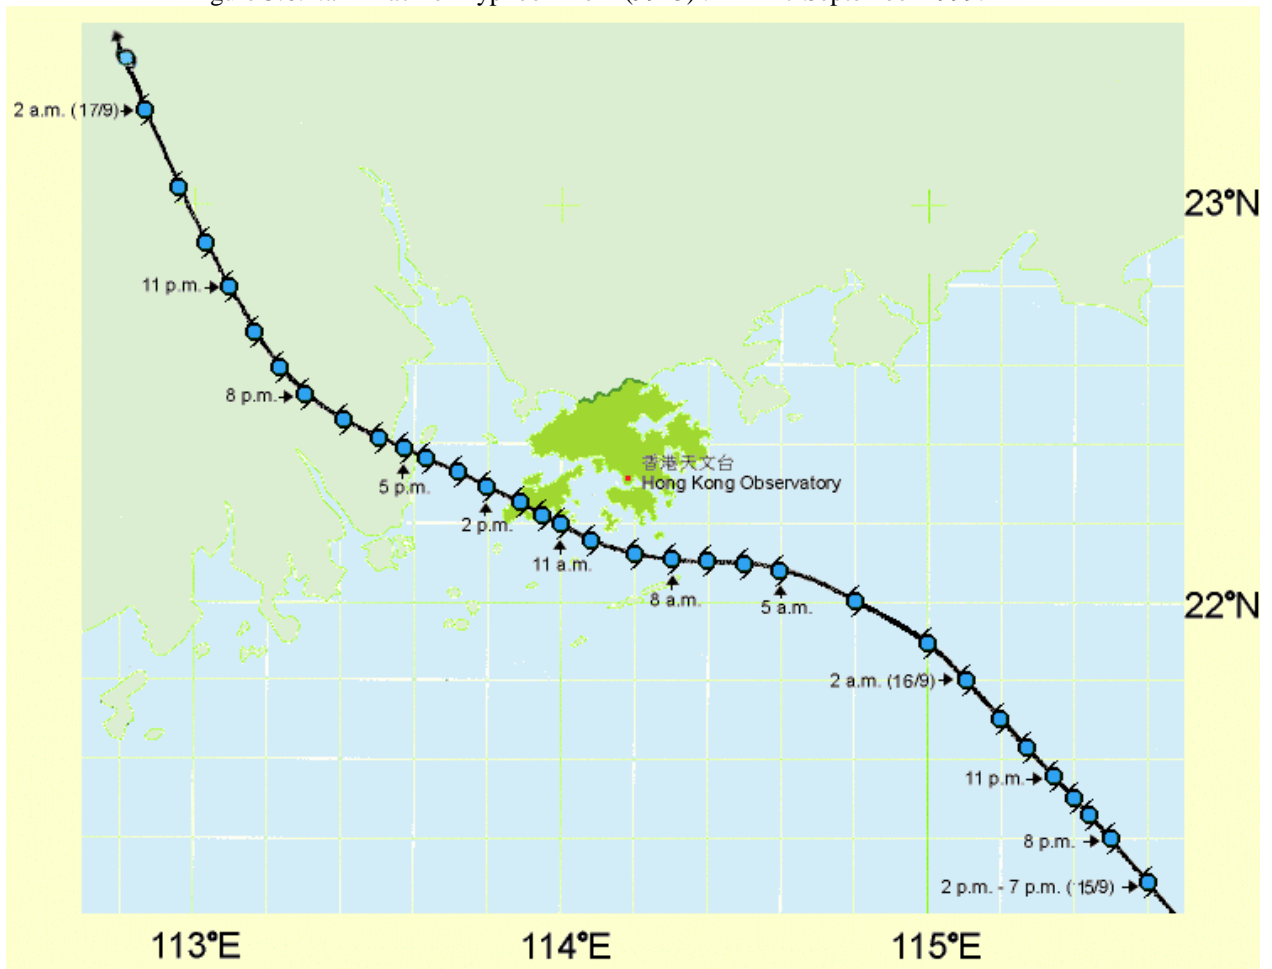 2 a.m. (17/9)
23°N
11 p.m.
8 p.m.
香港天文台
Hong Kong Observatory
5 p.m.
2 p.m.
11 a.m.
8 a.m.
5 a.m.
22°N
2 a.m. (16/9)
11 p.m.
8 p.m.
2 p.m. - 7 p.m. (15/9)
113°E
114°E
115°E